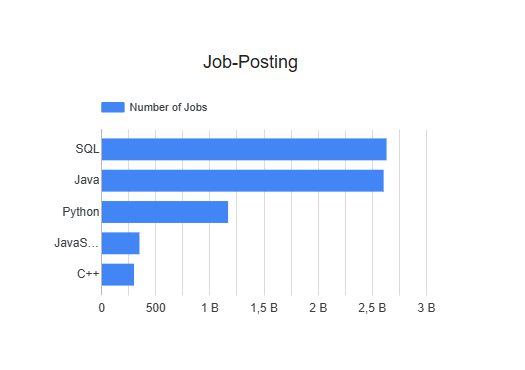 Job-Posting
Number of Jobs
SQL
Java
Python
JavaS...
C++
0 500 1 B 1,5 B 2 B 2,5 B 3 B